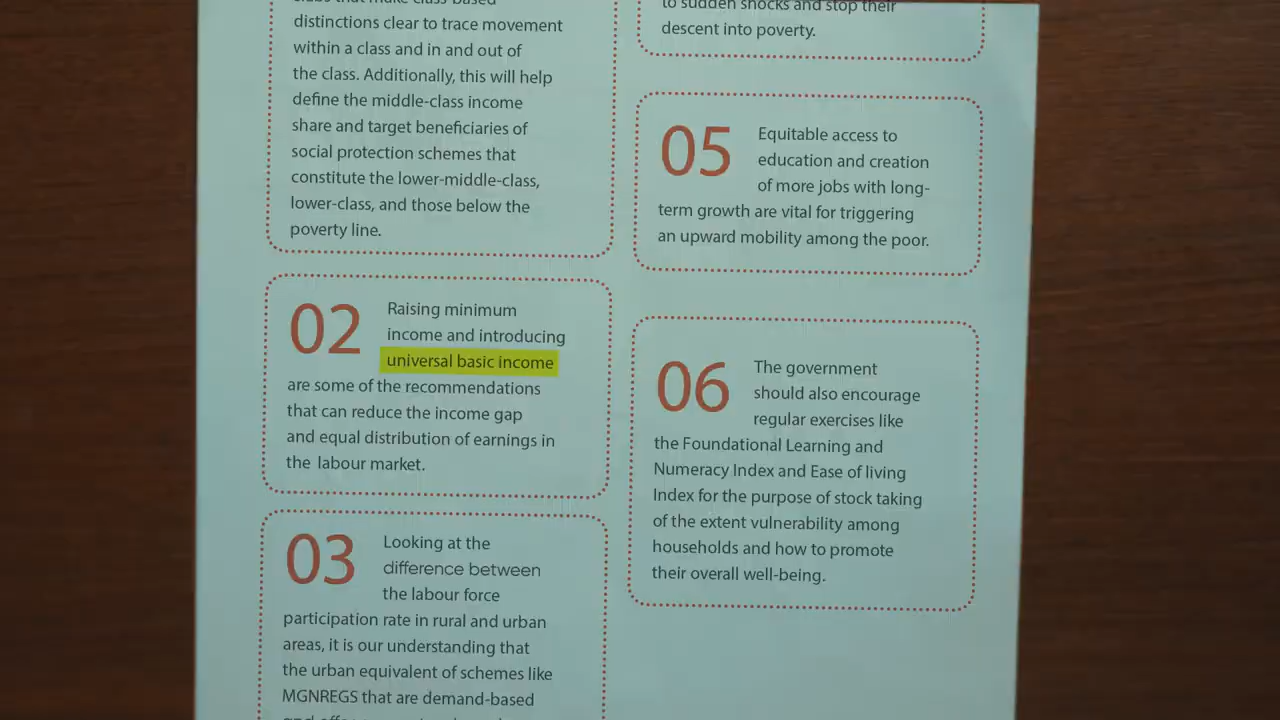 distinctions clear to trace movement
within a class and in and out of
the class. Additionally, this will help
define the middle-class income
share and target beneficiaries of
social protection schemes that
constitute the lower-middle-class,
lower-class, and those below the
poverty line.
02
Raising minimum
income and introducing
universal basic income
are some of the recommendations
that can reduce the income gap
and equal distribution of earnings in
the labour market.
03
Looking at the
difference between
the labour force
participation rate in rural and urban
areas, it is our understanding that
the urban equivalent of schemes like
MGNREGS that are demand-based
to sudden shocks and stop their
descent into poverty.
05
Equitable access to
education and creation
of more jobs with long-
term growth are vital for triggering
an upward mobility among the poor.
06
The government
should also encourage
regular exercises like
the Foundational Learning and
Numeracy Index and Ease of living
Index for the purpose of stock taking
of the extent vulnerability among
households and how to promote
their overall well-being.